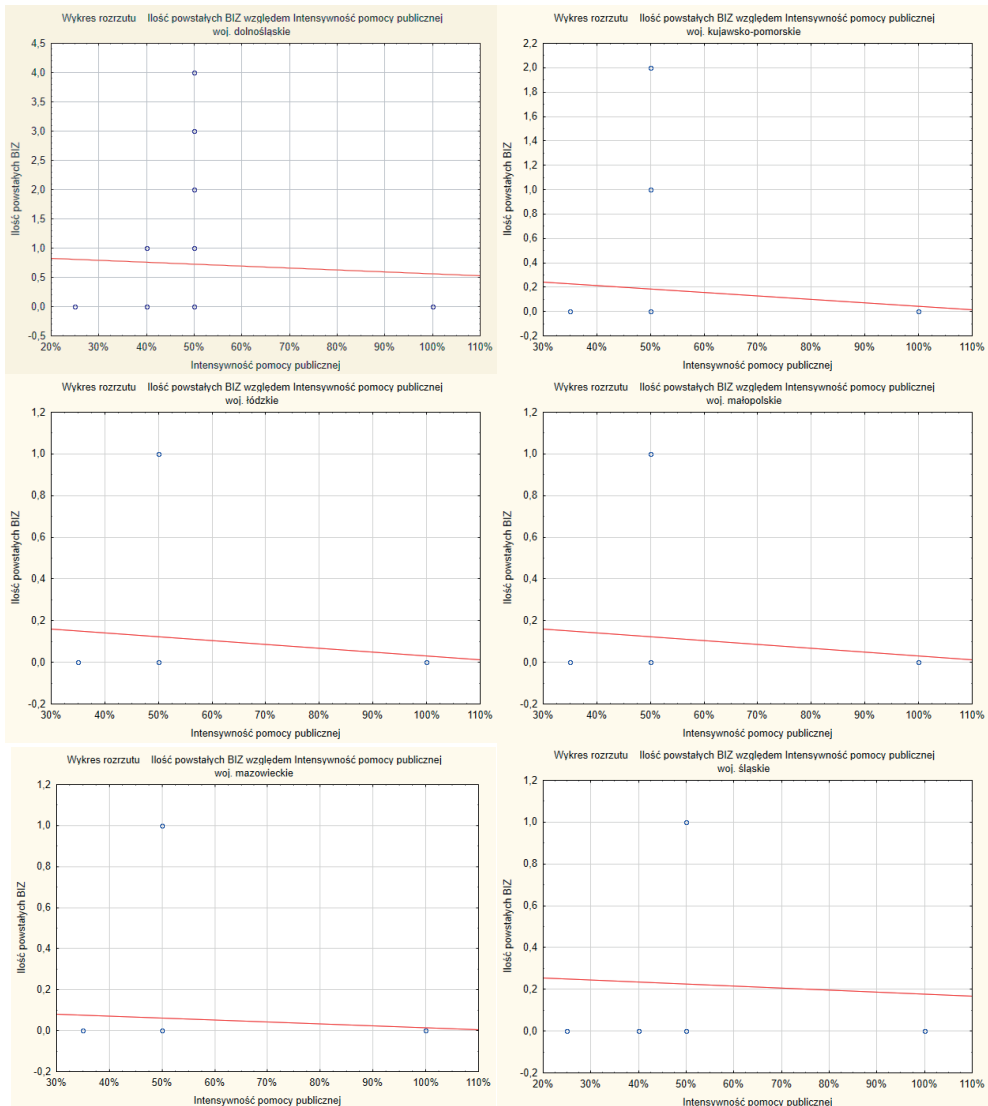 Wykres rozrzutu Ilość powstałych BIZ względem Intensywność pomocy publicznej
woj. dolnośląskie
Ilość powstałych BIZ
4,5
4,0
3,5
3,0
2,5
2,0
1,5
1,0
0,5
0,0
-0,5
20% 30% 40% 50% 60% 70% 80% 90% 100% 110%
Intensywność pomocy publicznej
Wykres rozrzutu Ilość powstałych BIZ względem Intensywność pomocy publicznej
woj. kujawsko-pomorskie
Ilość powstałych BIZ
2,2
2,0
1,8
1,6
1,4
1,2
1,0
0,8
0,6
0,4
0,2
0,0
-0,2
30% 40% 50% 60% 70% 80% 90% 100% 110%
Intensywność pomocy publicznej
Wykres rozrzutu Ilość powstałych BIZ względem Intensywność pomocy publicznej
woj. łódzkie
Ilość powstałych BIZ
1,2
1,0
0,8
0,6
0,4
0,2
0,0
-0,2
30% 40% 50% 60% 70% 80% 90% 100% 110%
Intensywność pomocy publicznej
Wykres rozrzutu Ilość powstałych BIZ względem Intensywność pomocy publicznej
woj. małopolskie
Ilość powstałych BIZ
1,2
1,0
0,8
0,6
0,4
0,2
0,0
-0,2
30% 40% 50% 60% 70% 80% 90% 100% 110%
Intensywność pomocy publicznej
Wykres rozrzutu Ilość powstałych BIZ względem Intensywność pomocy publicznej
woj. mazowieckie
Ilość powstałych BIZ
1,2
1,0
0,8
0,6
0,4
0,2
0,0
-0,2
30% 40% 50% 60% 70% 80% 90% 100% 110%
Intensywność pomocy publicznej
Wykres rozrzutu Ilość powstałych BIZ względem Intensywność pomocy publicznej
woj. śląskie
Ilość powstałych BIZ
1,2
1,0
0,8
0,6
0,4
0,2
0,0
-0,2
20% 30% 40% 50% 60% 70% 80% 90% 100% 110%
Intensywność pomocy publicznej